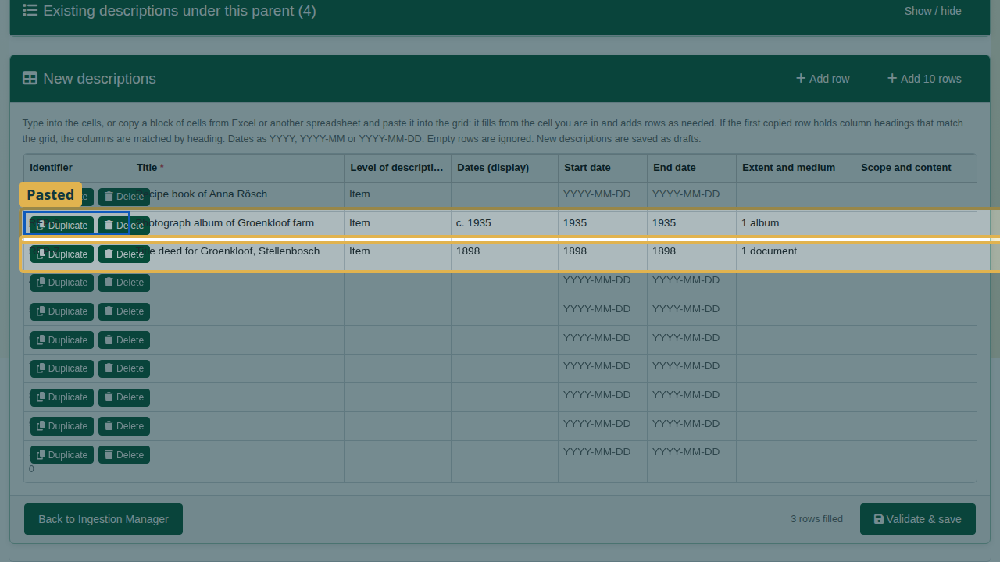 Existing descriptions under this parent (4) Show / hide
New descriptions Add row Add 10 rows
Type into the cells, or copy a block of cells from Excel or another spreadsheet and paste it into the grid: it fills from the cell you are in and adds rows as needed. If the first copied row holds column headings that match
the grid, the columns are matched by heading. Dates as YYYY, YYYY-MM or YYYY-MM-DD. Empty rows are ignored. New descriptions are saved as drafts.
Identifier Title * Level of descripti… Dates (display) Start date End date Extent and medium Scope and content
Pasted Delete cipe book of Anna Rösch Item YYYY-MM-DD YYYY-MM-DD
Duplicate Delete otograph album of Groenkloof farm Item c. 1935 1935 1935 1 album
Duplicate Delete e deed for Groenkloof, Stellenbosch Item 1898 1898 1898 1 document
Duplicate Delete YYYY-MM-DD YYYY-MM-DD
Duplicate Delete YYYY-MM-DD YYYY-MM-DD
Duplicate Delete YYYY-MM-DD YYYY-MM-DD
Duplicate Delete YYYY-MM-DD YYYY-MM-DD
Duplicate Delete YYYY-MM-DD YYYY-MM-DD
Duplicate Delete YYYY-MM-DD YYYY-MM-DD
Duplicate Delete YYYY-MM-DD YYYY-MM-DD
0
Back to Ingestion Manager 3 rows filled Validate & save